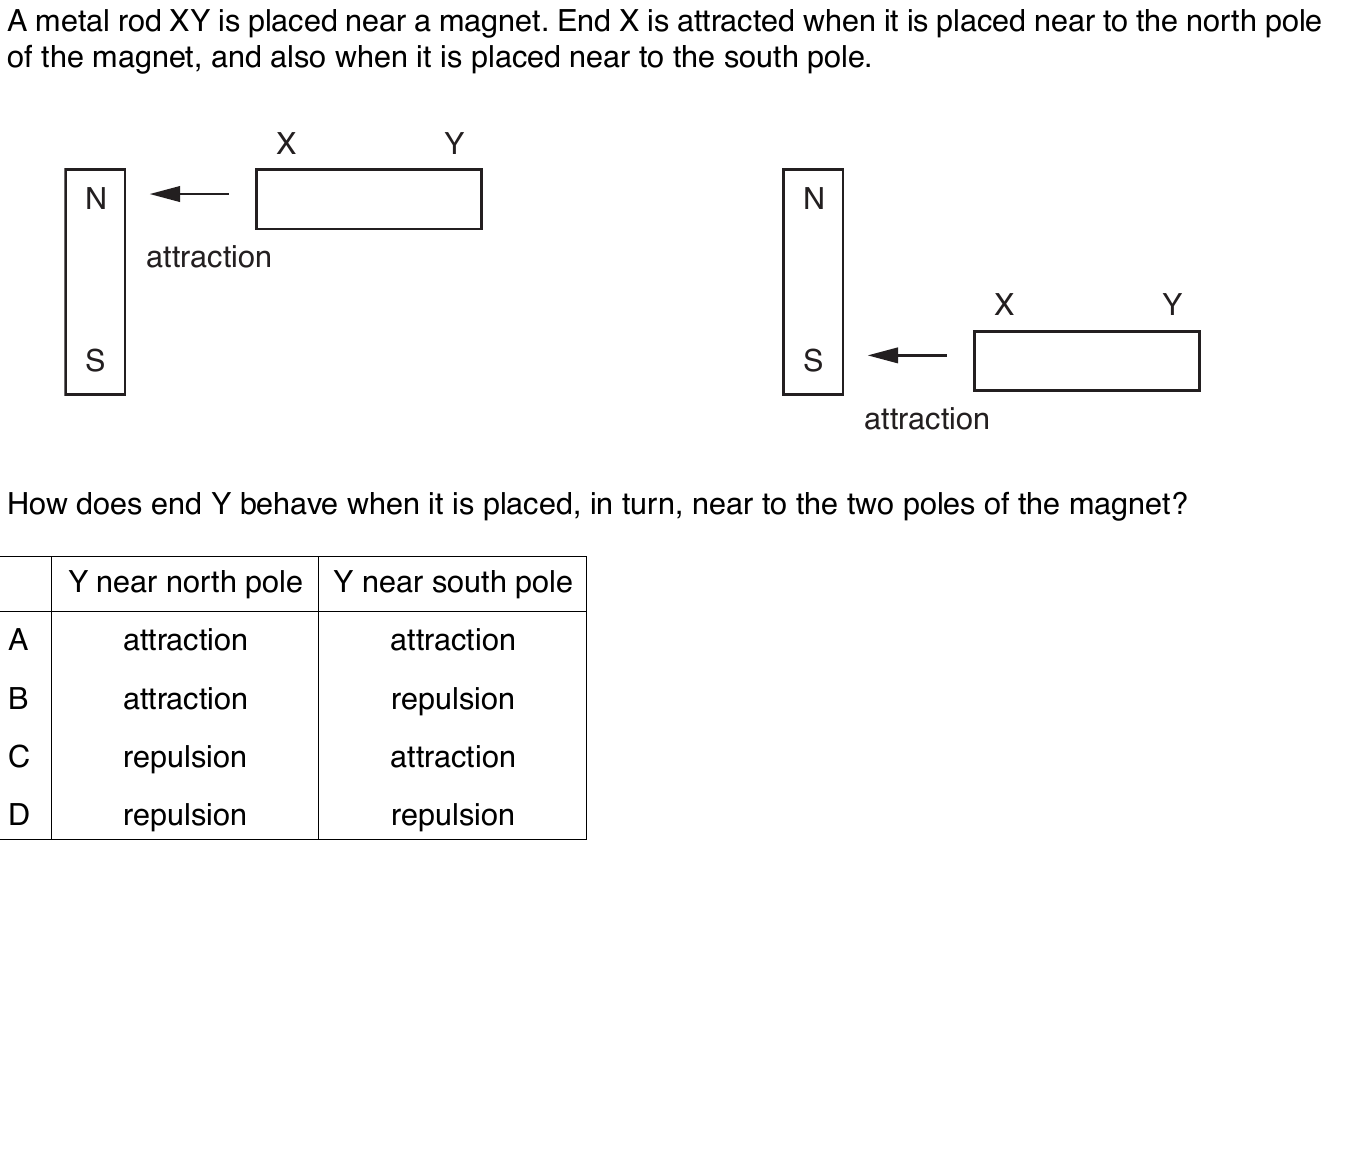 A metal rod XY is placed near a magnet. End X is attracted when it is placed near to the north pole
of the magnet, and also when it is placed near to the south pole.
X Y
N
attraction
S
N
X Y
S
attraction
How does end Y behave when it is placed, in turn, near to the two poles of the magnet?
Y near north pole Y near south pole
A attraction attraction
B attraction repulsion
C repulsion attraction
D repulsion repulsion